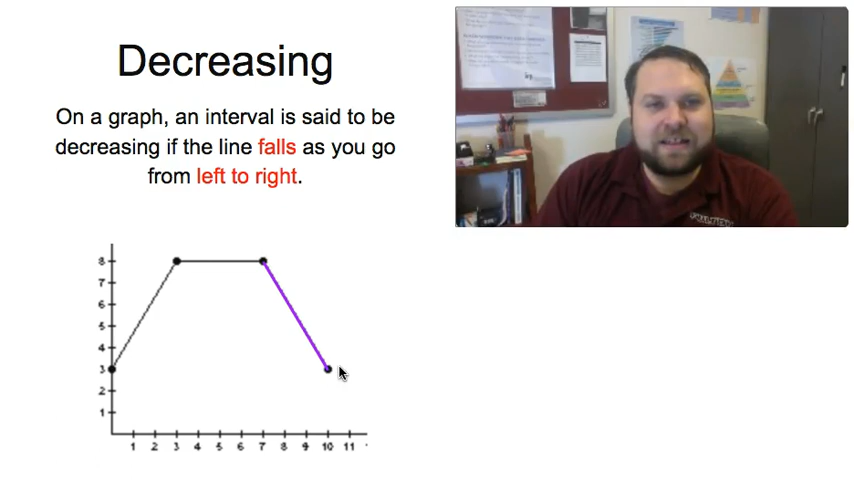 Decreasing
On a graph, an interval is said to be
decreasing if the line falls as you go
from left to right.
8
7
6
5
4
3
2
1
1 2 3 4 5 6 7 8 9 10 11